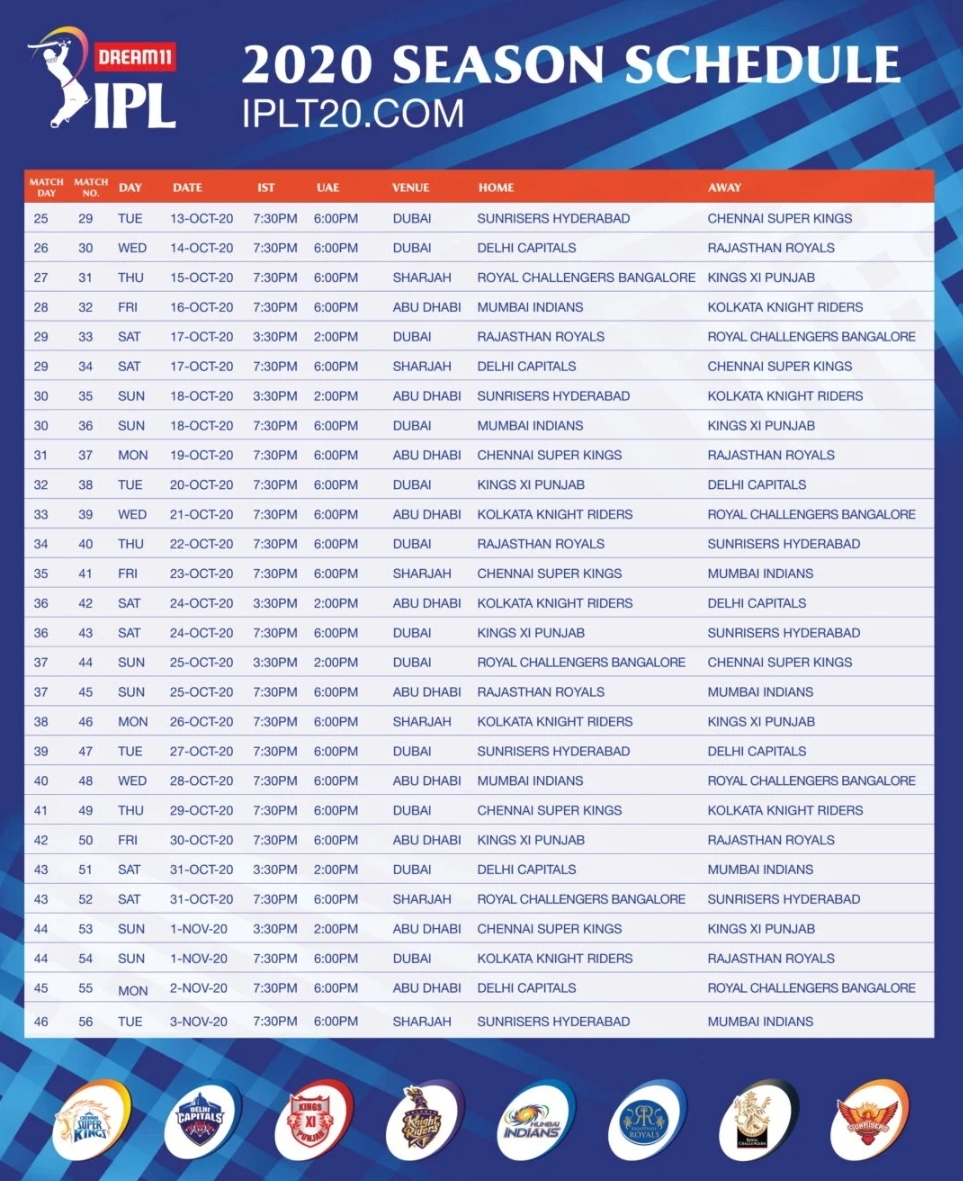 DREAM11
IPL
2020 SEASON SCHEDULE
IPLT20.COM
MATCH DAY MATCH NO. DAY DATE IST UAE VENUE HOME AWAY
25 29 TUE 13-OCT-20 7:30PM 6:00PM DUBAI SUNRISERS HYDERABAD CHENNAI SUPER KINGS
26 30 WED 14-OCT-20 7:30PM 6:00PM DUBAI DELHI CAPITALS RAJASTHAN ROYALS
27 31 THU 15-OCT-20 7:30PM 6:00PM SHARJAH ROYAL CHALLENGERS BANGALORE KINGS XI PUNJAB
28 32 FRI 16-OCT-20 7:30PM 6:00PM ABU DHABI MUMBAI INDIANS KOLKATA KNIGHT RIDERS
29 33 SAT 17-OCT-20 3:30PM 2:00PM DUBAI RAJASTHAN ROYALS ROYAL CHALLENGERS BANGALORE
29 34 SAT 17-OCT-20 7:30PM 6:00PM SHARJAH DELHI CAPITALS CHENNAI SUPER KINGS
30 35 SUN 18-OCT-20 3:30PM 2:00PM ABU DHABI SUNRISERS HYDERABAD KOLKATA KNIGHT RIDERS
30 36 SUN 18-OCT-20 7:30PM 6:00PM DUBAI MUMBAI INDIANS KINGS XI PUNJAB
31 37 MON 19-OCT-20 7:30PM 6:00PM ABU DHABI CHENNAI SUPER KINGS RAJASTHAN ROYALS
32 38 TUE 20-OCT-20 7:30PM 6:00PM DUBAI KINGS XI PUNJAB DELHI CAPITALS
33 39 WED 21-OCT-20 7:30PM 6:00PM ABU DHABI KOLKATA KNIGHT RIDERS ROYAL CHALLENGERS BANGALORE
34 40 THU 22-OCT-20 7:30PM 6:00PM DUBAI RAJASTHAN ROYALS SUNRISERS HYDERABAD
35 41 FRI 23-OCT-20 7:30PM 6:00PM SHARJAH CHENNAI SUPER KINGS MUMBAI INDIANS
36 42 SAT 24-OCT-20 3:30PM 2:00PM ABU DHABI KOLKATA KNIGHT RIDERS DELHI CAPITALS
36 43 SAT 24-OCT-20 7:30PM 6:00PM DUBAI KINGS XI PUNJAB SUNRISERS HYDERABAD
37 44 SUN 25-OCT-20 3:30PM 2:00PM DUBAI ROYAL CHALLENGERS BANGALORE CHENNAI SUPER KINGS
37 45 SUN 25-OCT-20 7:30PM 6:00PM ABU DHABI RAJASTHAN ROYALS MUMBAI INDIANS
38 46 MON 26-OCT-20 7:30PM 6:00PM SHARJAH KOLKATA KNIGHT RIDERS KINGS XI PUNJAB
39 47 TUE 27-OCT-20 7:30PM 6:00PM DUBAI SUNRISERS HYDERABAD DELHI CAPITALS
40 48 WED 28-OCT-20 7:30PM 6:00PM ABU DHABI MUMBAI INDIANS ROYAL CHALLENGERS BANGALORE
41 49 THU 29-OCT-20 7:30PM 6:00PM DUBAI CHENNAI SUPER KINGS KOLKATA KNIGHT RIDERS
42 50 FRI 30-OCT-20 7:30PM 6:00PM ABU DHABI KINGS XI PUNJAB RAJASTHAN ROYALS
43 51 SAT 31-OCT-20 3:30PM 2:00PM DUBAI DELHI CAPITALS MUMBAI INDIANS
43 52 SAT 31-OCT-20 7:30PM 6:00PM SHARJAH ROYAL CHALLENGERS BANGALORE SUNRISERS HYDERABAD
44 53 SUN 1-NOV-20 3:30PM 2:00PM ABU DHABI CHENNAI SUPER KINGS KINGS XI PUNJAB
44 54 SUN 1-NOV-20 7:30PM 6:00PM DUBAI KOLKATA KNIGHT RIDERS RAJASTHAN ROYALS
45 55 MON 2-NOV-20 7:30PM 6:00PM ABU DHABI DELHI CAPITALS ROYAL CHALLENGERS BANGALORE
46 56 TUE 3-NOV-20 7:30PM 6:00PM SHARJAH SUNRISERS HYDERABAD MUMBAI INDIANS
CHENNAI SUPER KINGS
DELHI CAPITALS
KINGS XI PUNJAB
KOLKATA Knight Riders
MUMBAI INDIANS
RR RAJASTHAN ROYALS
ROYAL CHALLENGERS
SUNRISERS